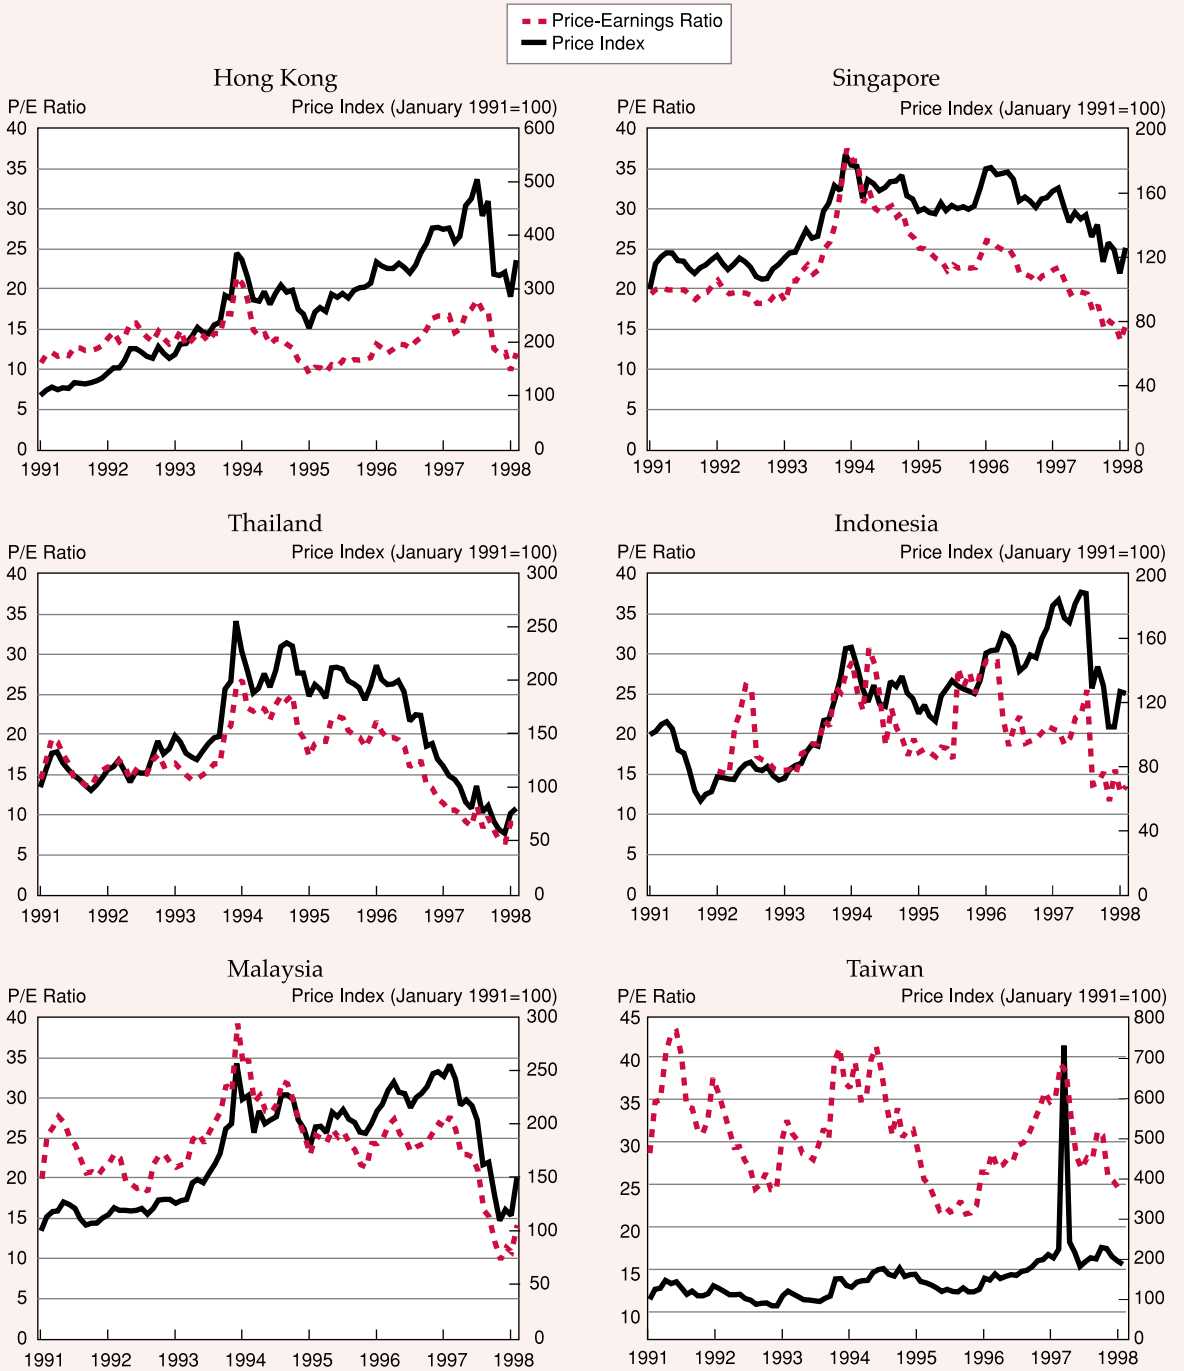 Price-Earnings Ratio
Price Index
Hong Kong
P/E Ratio Price Index (January 1991=100)
40 600
35 500
30 400
25
20 300
15 200
10 100
5
0 0
1991 1992 1993 1994 1995 1996 1997 1998
Singapore
P/E Ratio Price Index (January 1991=100)
40 200
35 160
30
25 120
20
15 80
10 40
5
0 0
1991 1992 1993 1994 1995 1996 1997 1998
Thailand
P/E Ratio Price Index (January 1991=100)
40 300
35 250
30 200
25
20 150
15 100
10 50
5
0 0
1991 1992 1993 1994 1995 1996 1997 1998
Indonesia
P/E Ratio Price Index (January 1991=100)
40 200
35 160
30
25 120
20
15 80
10 40
5
0 0
1991 1992 1993 1994 1995 1996 1997 1998
Malaysia
P/E Ratio Price Index (January 1991=100)
40 300
35 250
30 200
25
20 150
15 100
10 50
5
0 0
1991 1992 1993 1994 1995 1996 1997 1998
Taiwan
P/E Ratio Price Index (January 1991=100)
45 800
40 700
35 600
30 500
25 400
20 300
15 200
10 100
0
1991 1992 1993 1994 1995 1996 1997 1998